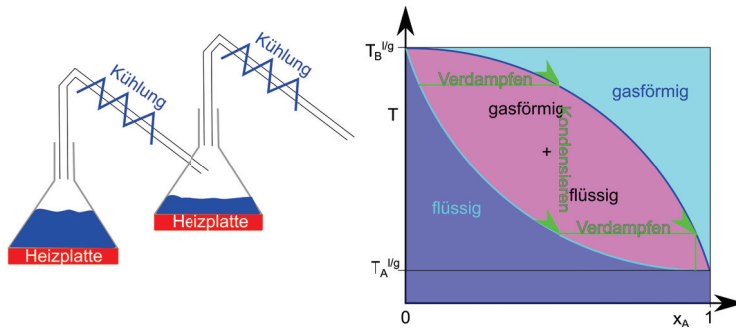 Kühlung
Kühlung
Heizplatte
Heizplatte
T_B^l/g
T
T_A^l/g
Verdampfen
gasförmig
gasförmig
+
Kondensieren
flüssig
flüssig
Verdampfen
0
x_A
1